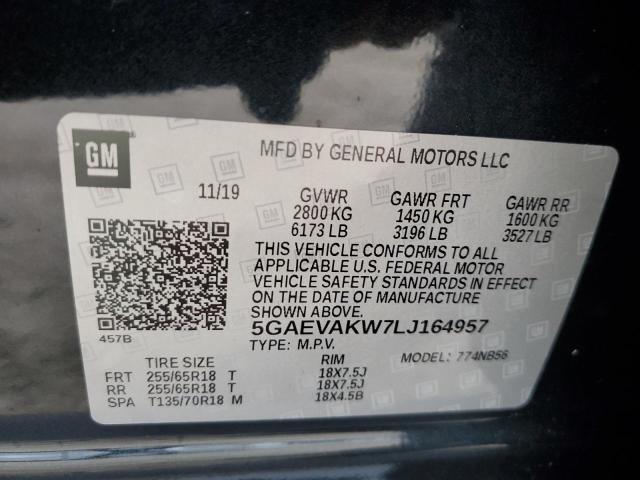 GM
MFD BY GENERAL MOTORS LLC
11/19
GVWR GAWR FRT GAWR RR
2800 KG 1450 KG 1600 KG
6173 LB 3196 LB 3527 LB
THIS VEHICLE CONFORMS TO ALL
APPLICABLE U.S. FEDERAL MOTOR
VEHICLE SAFETY STANDARDS IN EFFECT
ON THE DATE OF MANUFACTURE
SHOWN ABOVE.
457B
5GAEVAKW7LJ164957
TYPE: M.P.V. MODEL: 774NB56
TIRE SIZE RIM
FRT 255/65R18 T 18X7.5J
RR 255/65R18 T 18X7.5J
SPA T135/70R18 M 18X4.5B